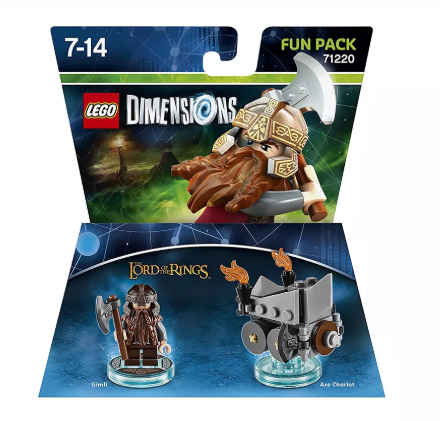 7-14
FUN PACK
71220
LEGO DIMENSIONS
THE
LORD OF THE RINGS
Gimli
Axe Chariot